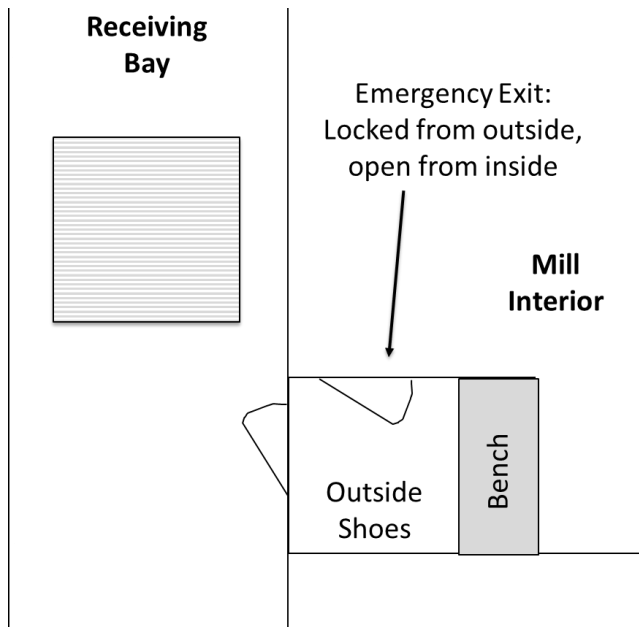 Receiving
Bay
Emergency Exit:
Locked from outside,
open from inside
Mill
Interior
Outside
Shoes
Bench